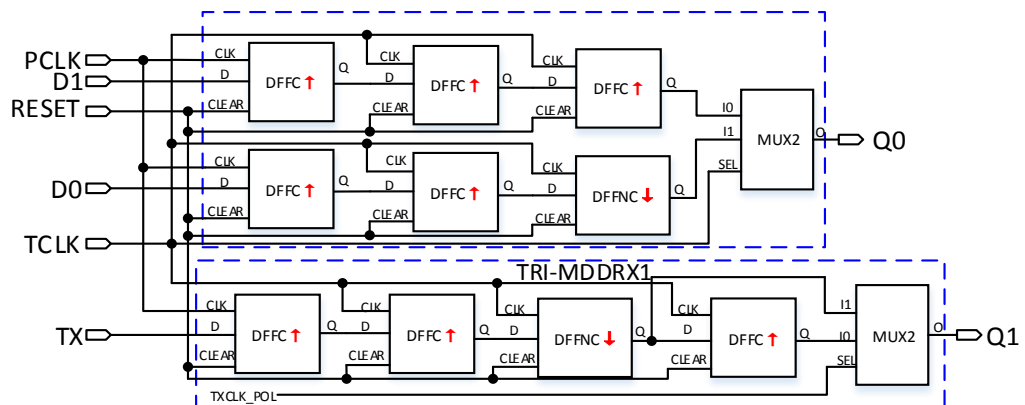 PCLK CLK CLK CLK
D1 D DFFC Q D DFFC Q D DFFC Q
RESET CLEAR CLEAR CLEAR I0
I1 MUX2 O Q0
CLK CLK CLK SEL
D0 D DFFC Q D DFFC Q D DFFNC Q
CLEAR CLEAR CLEAR
TCLK
TRI-MDDRX1
CLK CLK CLK CLK I1
TX D DFFC Q D DFFC Q D DFFNC Q D DFFC Q I0 MUX2 O Q1
CLEAR CLEAR CLEAR CLEAR SEL
TXCLK_POL